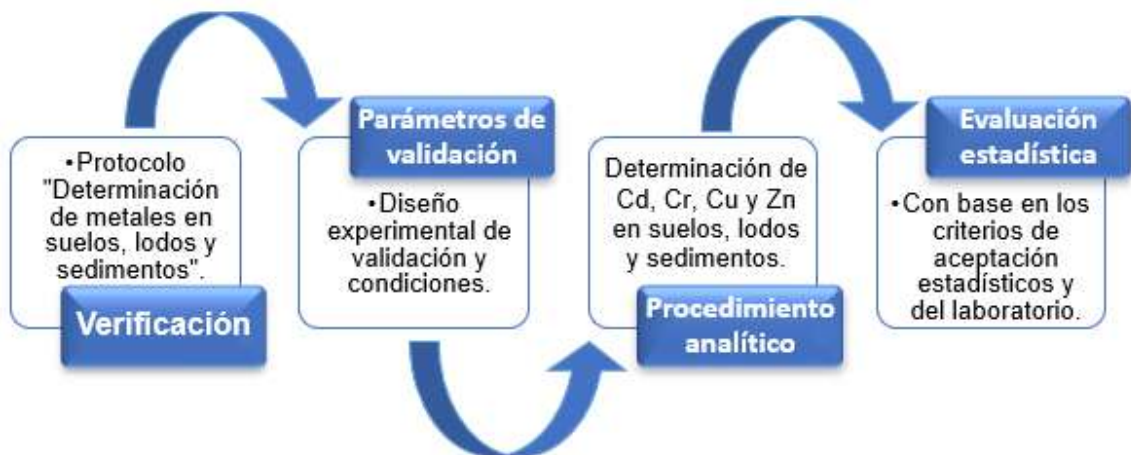 •Protocolo
"Determinación
de metales en
suelos, lodos y
sedimentos".
Verificación
Parámetros de
validación
•Diseño
experimental de
validación y
condiciones.
Determinación de
Cd, Cr, Cu y Zn
en suelos, lodos
y sedimentos.
Procedimiento
analítico
Evaluación
estadística
•Con base en los
criterios de
aceptación
estadísticos y
del laboratorio.